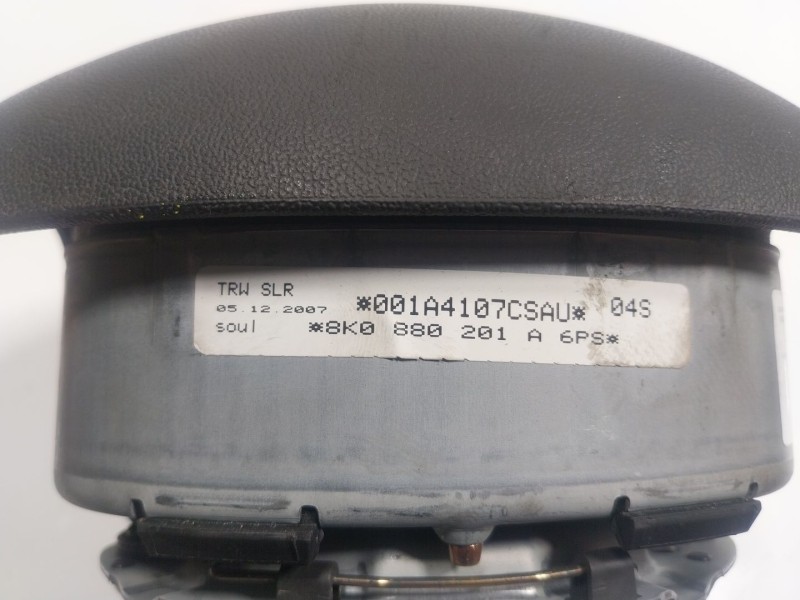 TRW SLR
05.12.2007 *001A4107CSAU* 04S
soul *8K0 880 201 A 6PS*